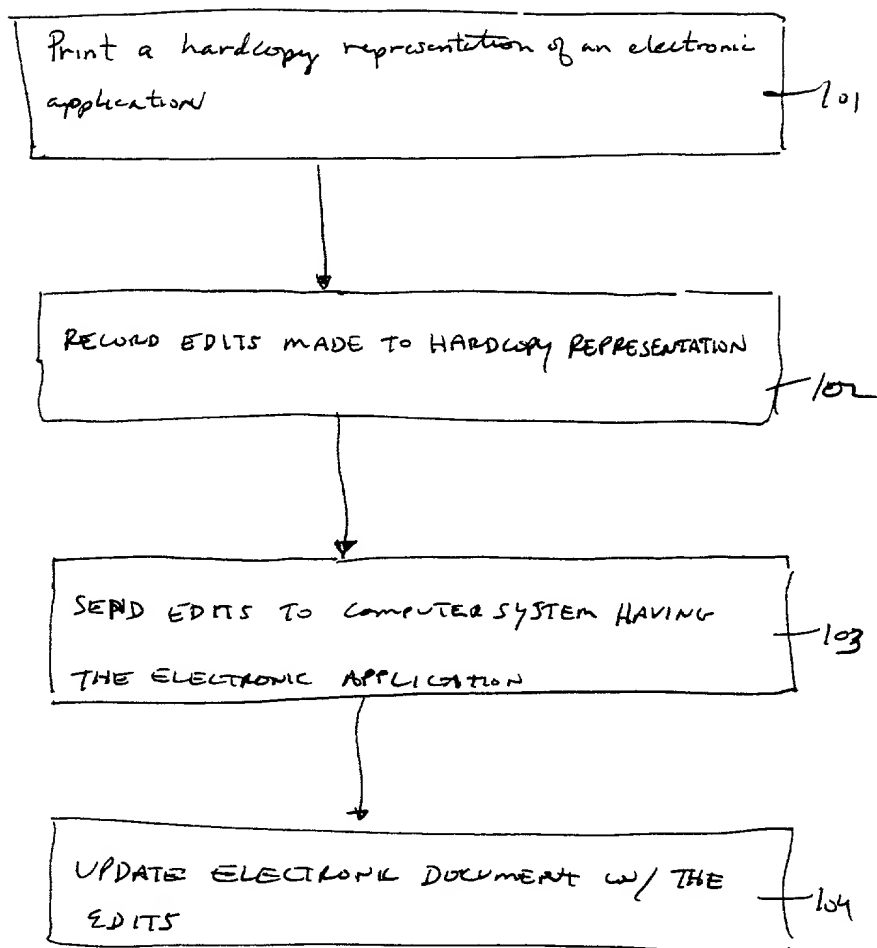 Print a hardcopy representation of an electronic
application
101
RECORD EDITS MADE TO HARDCOPY REPRESENTATION
102
SEND EDITS TO COMPUTER SYSTEM HAVING
103
THE ELECTRONIC APPLICATION
UPDATE ELECTRONIC DOCUMENT W/ THE
EDITS
104